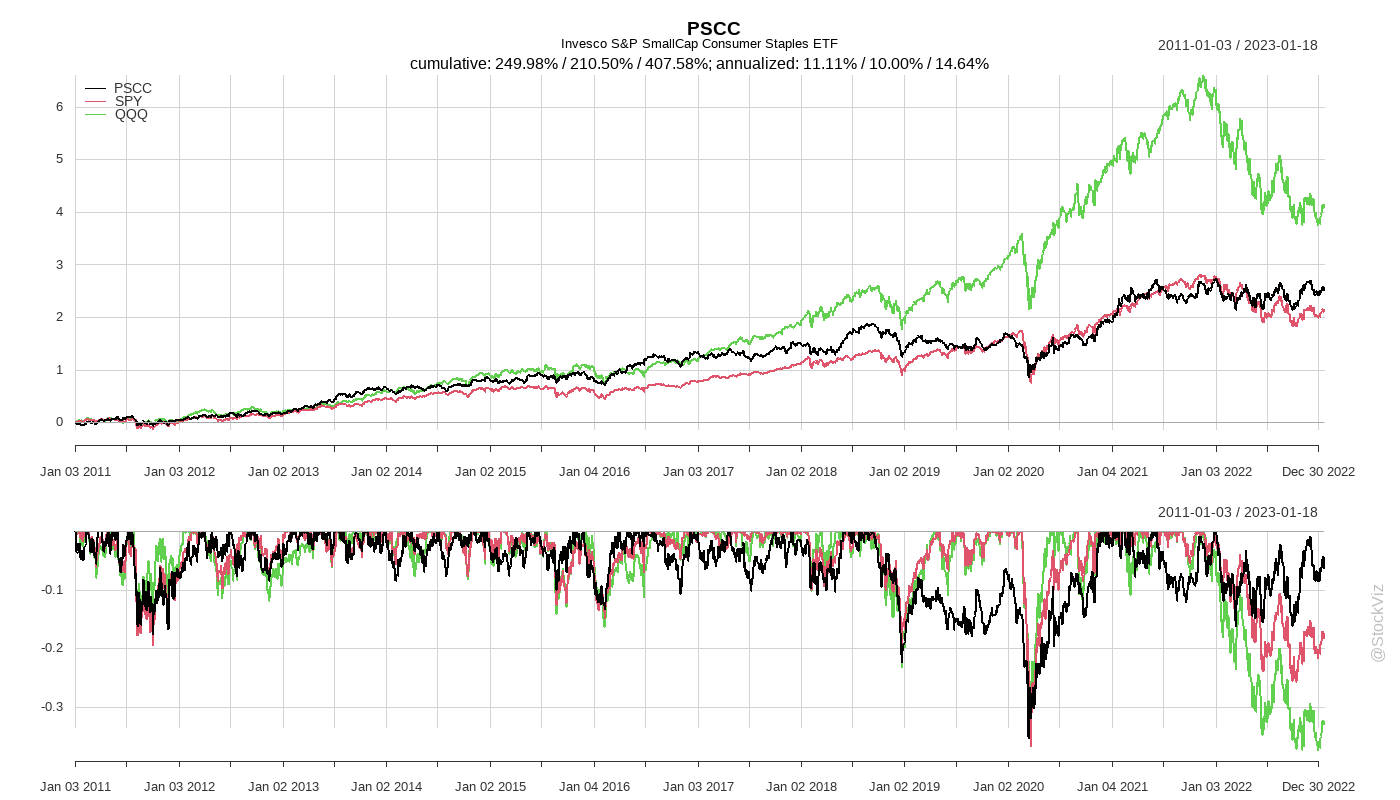 PSCC
Invesco S&P SmallCap Consumer Staples ETF
2011-01-03 / 2023-01-18
cumulative: 249.98% / 210.50% / 407.58%; annualized: 11.11% / 10.00% / 14.64%
PSCC
SPY
QQQ
6
5
4
3
2
1
0
Jan 03 2011 Jan 03 2012 Jan 02 2013 Jan 02 2014 Jan 02 2015 Jan 04 2016 Jan 03 2017 Jan 02 2018 Jan 02 2019 Jan 02 2020 Jan 04 2021 Jan 03 2022 Dec 30 2022
2011-01-03 / 2023-01-18
-0.1
-0.2
-0.3
Jan 03 2011 Jan 03 2012 Jan 02 2013 Jan 02 2014 Jan 02 2015 Jan 04 2016 Jan 03 2017 Jan 02 2018 Jan 02 2019 Jan 02 2020 Jan 04 2021 Jan 03 2022 Dec 30 2022
@StockViz